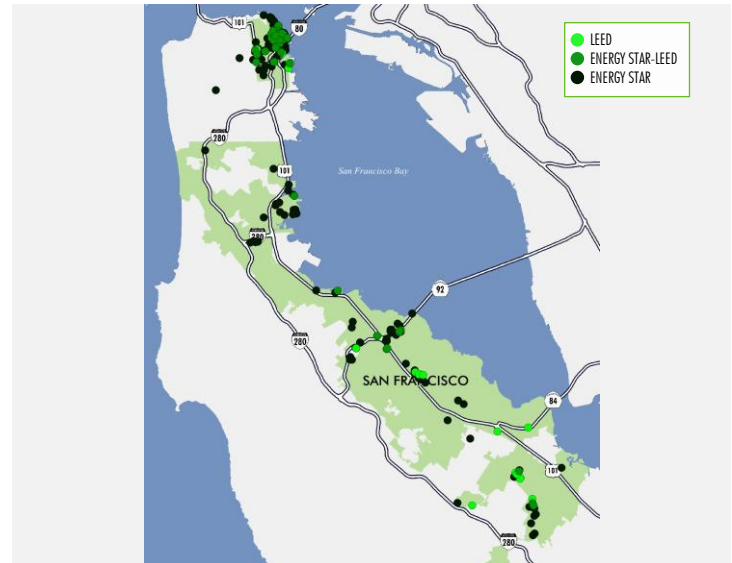 101
80
LEED
ENERGY STAR-LEED
ENERGY STAR
280
101
San Francisco Bay
280
92
280
SAN FRANCISCO
84
101
280